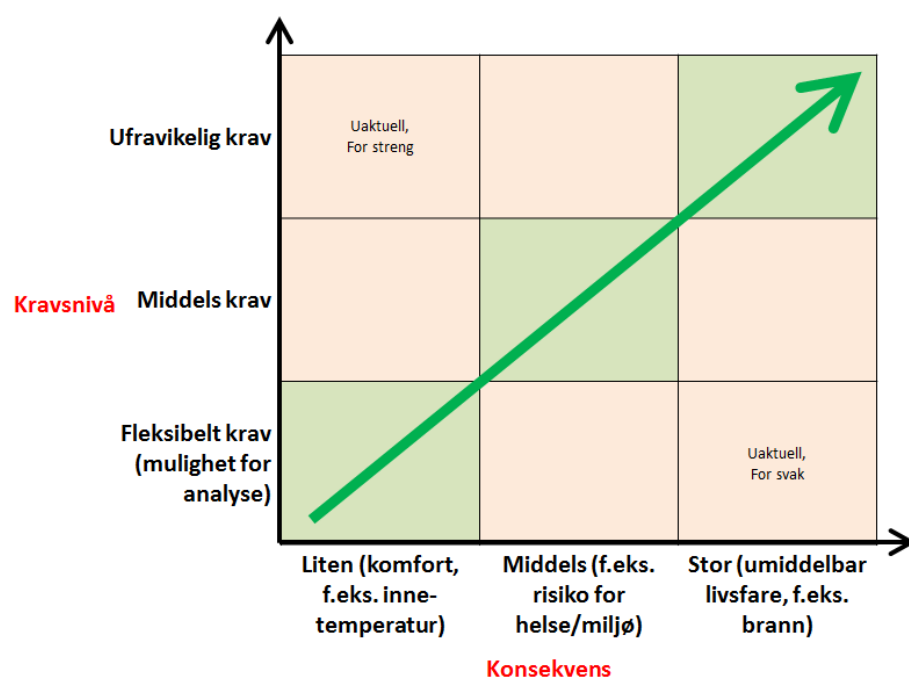 Ufravikelig krav
Uaktuell,
For streng
Kravsnivå
Middels krav
Fleksibelt krav
(mulighet for
analyse)
Uaktuell,
For svak
Liten (komfort,
f.eks. inne-
temperatur)
Middels (f.eks.
risiko for
helse/miljø)
Stor (umiddelbar
livsfare, f.eks.
brann)
Konsekvens